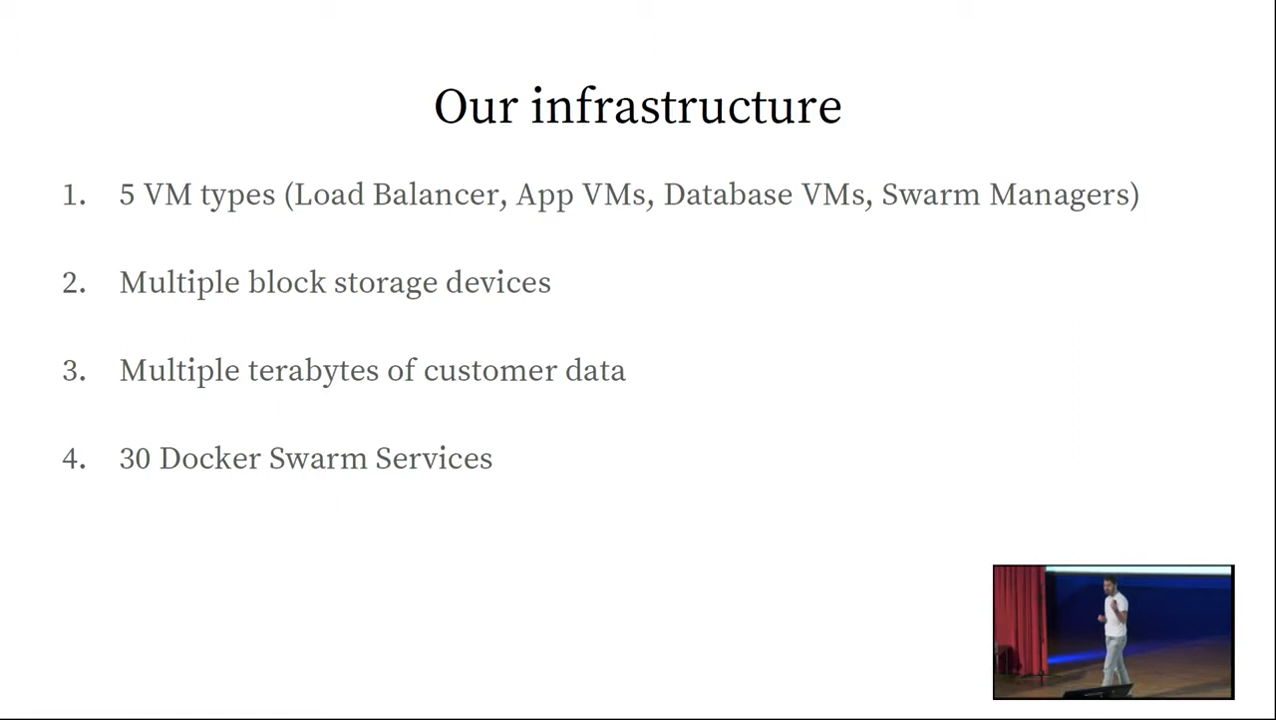 Our infrastructure
1. 5 VM types (Load Balancer, App VMs, Database VMs, Swarm Managers)
2. Multiple block storage devices
3. Multiple terabytes of customer data
4. 30 Docker Swarm Services